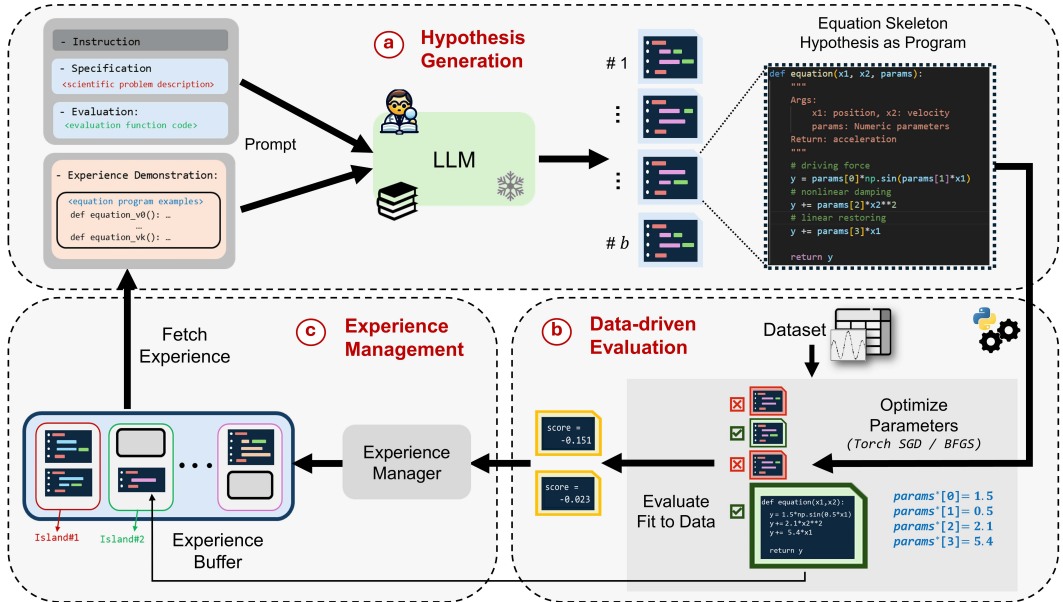 - Instruction
- Specification
<scientific problem description>
- Evaluation:
<evaluation function code>
- Experience Demonstration:
<equation program examples>
def equation_v0(): …
…
def equation_vk(): …
Prompt
a
Hypothesis
Generation
LLM
# 1
⋮
⋮
# b
Equation Skeleton
Hypothesis as Program
def equation(x1, x2, params):
"""
Args:
x1: position, x2: velocity
params: Numeric parameters
Return: acceleration
"""
# driving force
y = params[0]*np.sin(params[1]*x1)
# nonlinear damping
y += params[2]*x2**2
# linear restoring
y += params[3]*x1
return y
Fetch
Experience
c
Experience
Management
Experience
Manager
Island#1
Island#2
Experience
Buffer
b
Data-driven
Evaluation
Dataset
Optimize
Parameters
(Torch SGD / BFGS)
score =
-0.151
score =
-0.023
Evaluate
Fit to Data
def equation(x1,x2):
y = 1.5*np.sin(0.5*x1)
y += 2.1*x2**2
y += 5.4*x1
return y
params*[0]= 1.5
params*[1]= 0.5
params*[2]= 2.1
params*[3]= 5.4